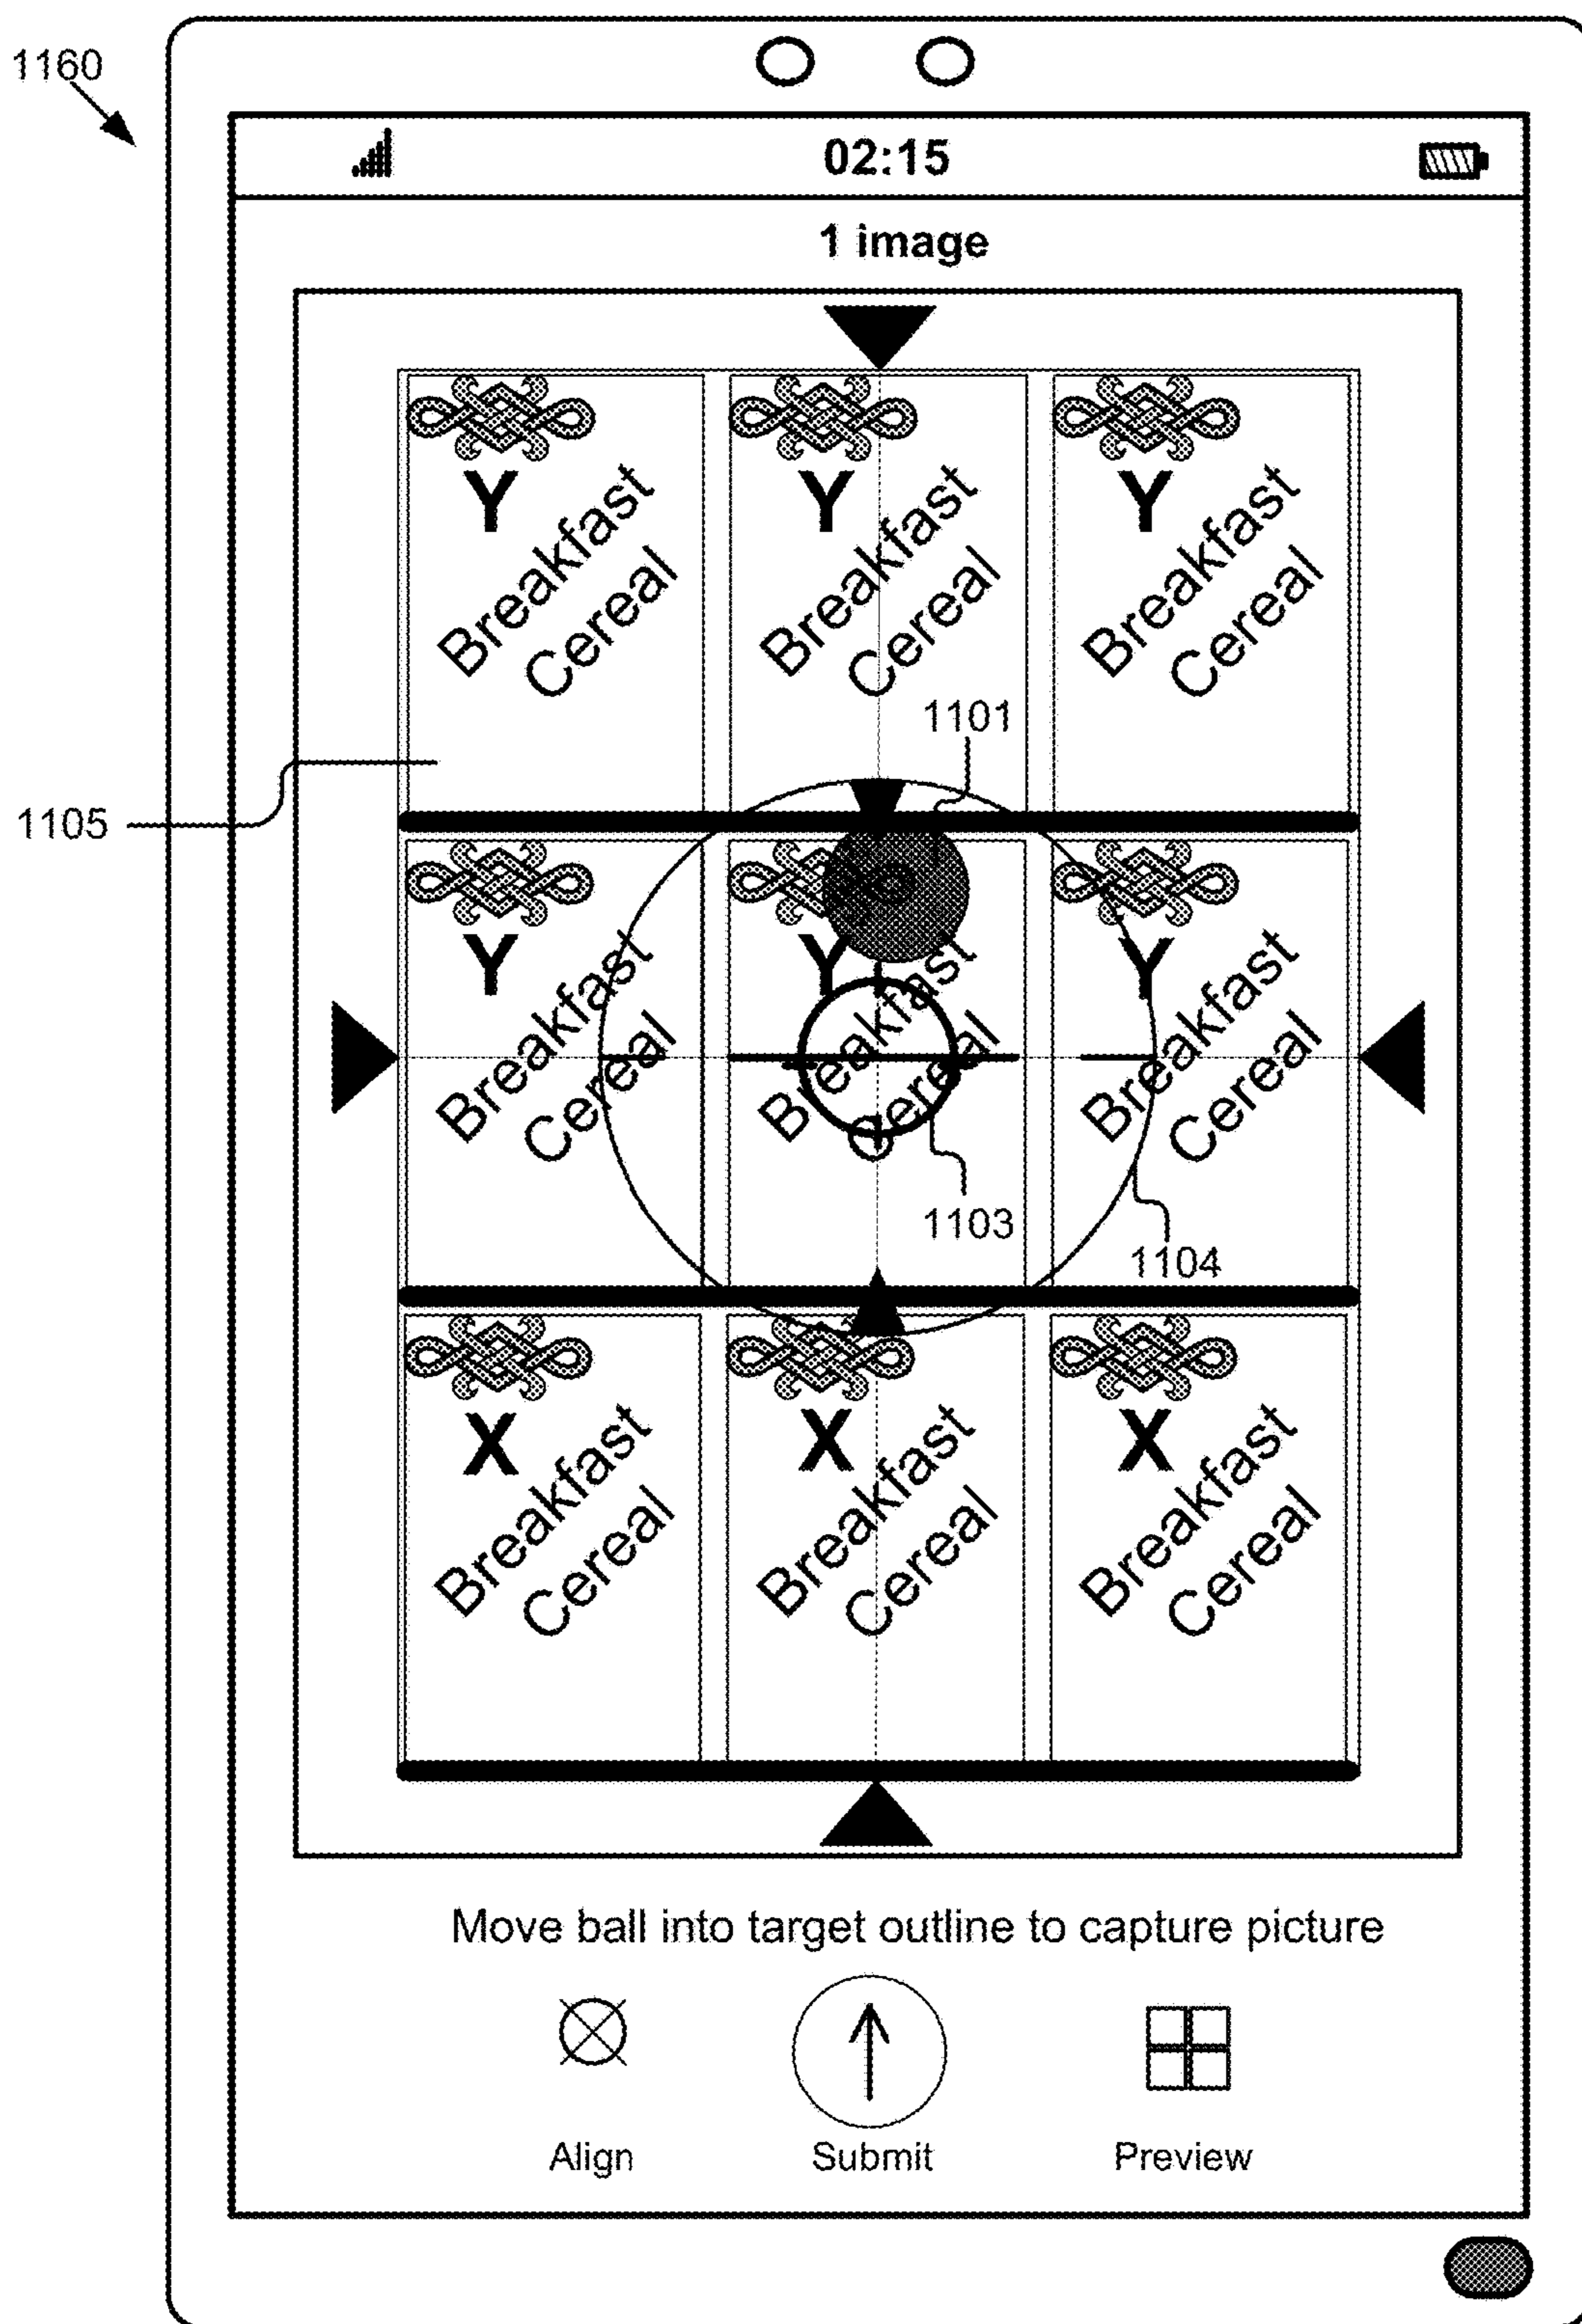 1160
02:15
1 image
Y Y Y
Breakfast Breakfast Breakfast
Cereal Cereal Cereal
1101
1105
Y Y Y
Breakfast Breakfast Breakfast
Cereal Cereal Cereal
1103
1104
X X X
Breakfast Breakfast Breakfast
Cereal Cereal Cereal
Move ball into target outline to capture picture
Align Submit Preview